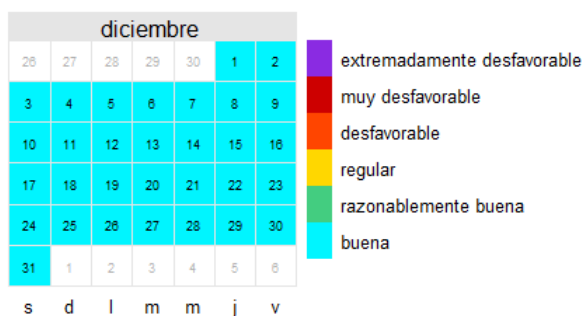 diciembre
26 27 28 29 30 1 2
3 4 5 6 7 8 9
10 11 12 13 14 15 16
17 18 19 20 21 22 23
24 25 26 27 28 29 30
31 1 2 3 4 5 6
s d l m m j v
extremadamente desfavorable
muy desfavorable
desfavorable
regular
razonablemente buena
buena